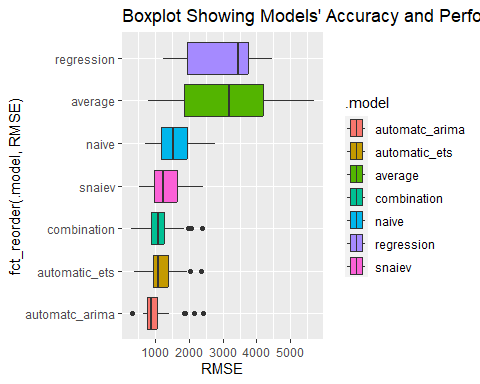 Boxplot Showing Models' Accuracy and Perfo
regression
average
naive
snaiev
combination
automatic_ets
automatc_arima
fct_reorder(.model, RMSE)
1000 2000 3000 4000 5000
RMSE
.model
automatc_arima
automatic_ets
average
combination
naive
regression
snaiev